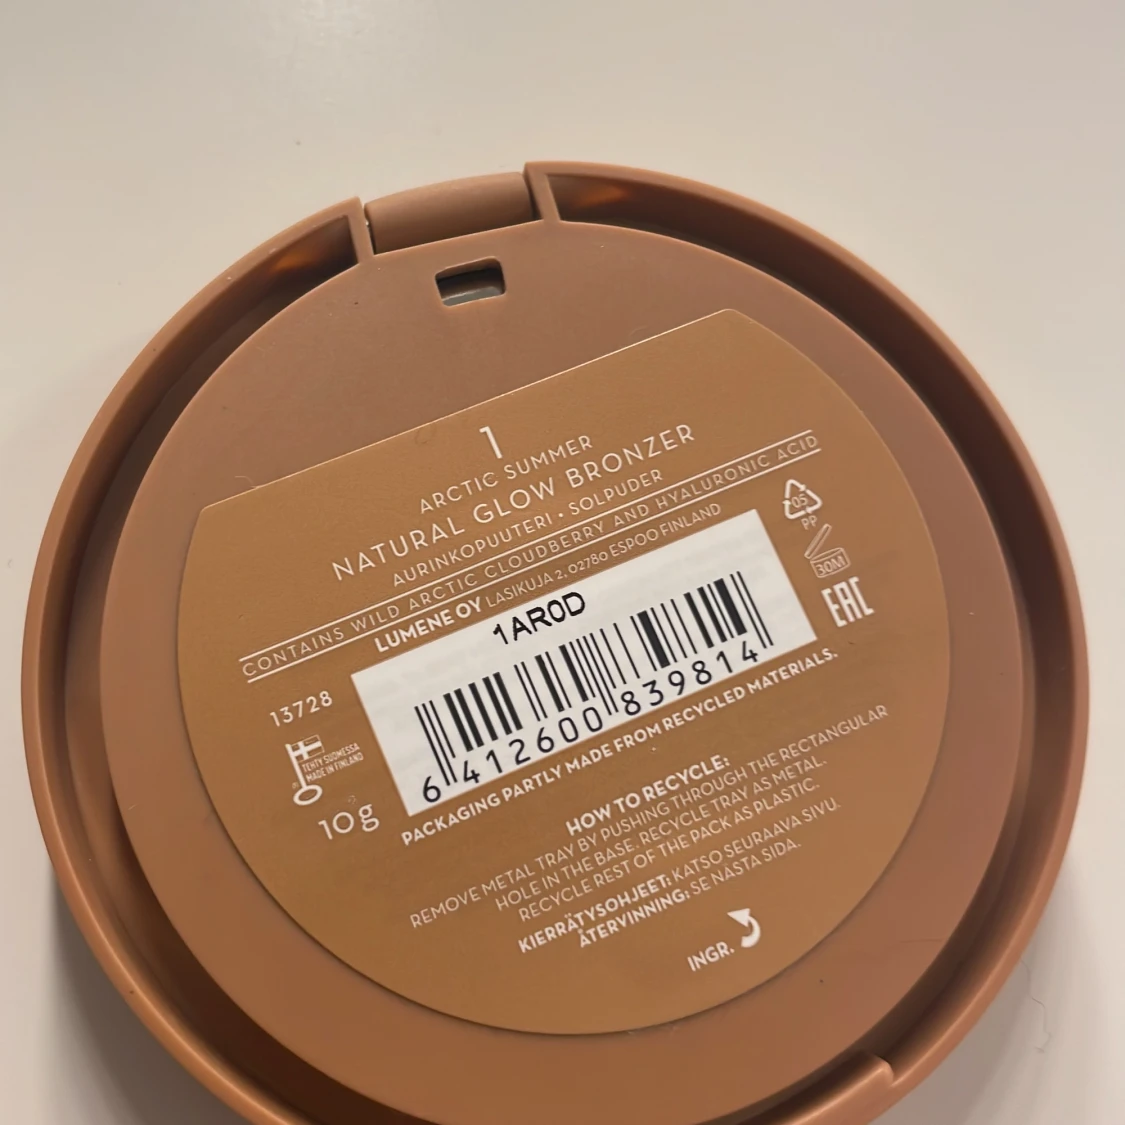 1
ARCTIC SUMMER
NATURAL GLOW BRONZER
AURINKOPUUTERI • SOLPUDER
CONTAINS WILD ARCTIC CLOUDBERRY AND HYALURONIC ACID
LUMENE OY LASIKUJA 2, 02780 ESPOO FINLAND
05
PP
30M
EAC
1AR0D
6 412600 839814
13728
TEHTY SUOMESSA
MADE IN FINLAND
10g
PACKAGING PARTLY MADE FROM RECYCLED MATERIALS.
HOW TO RECYCLE:
REMOVE METAL TRAY BY PUSHING THROUGH THE RECTANGULAR
HOLE IN THE BASE. RECYCLE TRAY AS METAL.
RECYCLE REST OF THE PACK AS PLASTIC.
KIERRÄTYSOHJEET: KATSO SEURAAVA SIVU.
ÅTERVINNING: SE NÄSTA SIDA.
INGR.